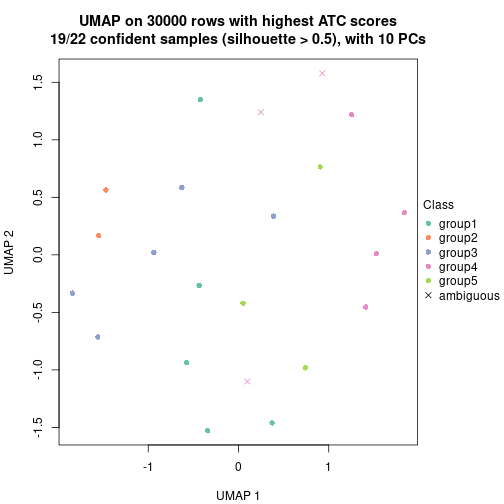 UMAP on 30000 rows with highest ATC scores
19/22 confident samples (silhouette > 0.5), with 10 PCs
UMAP 2
1.5
1.0
0.5
0.0
-0.5
-1.0
-1.5
-1
0
1
UMAP 1
Class
group1
group2
group3
group4
group5
ambiguous